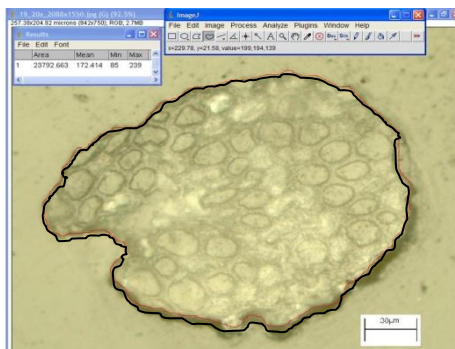 19_20x_2088x1550.jpg (G) (92.5%)
257.38x204.82 microns (842x750); RGB; 2.7MB
Results
File Edit Font
Area Mean Min Max
1 23792.663 172.414 85 239
ImageJ
File Edit Image Process Analyze Plugins Window Help
x=229.78, y=21.58, value=199,194,139
30µm